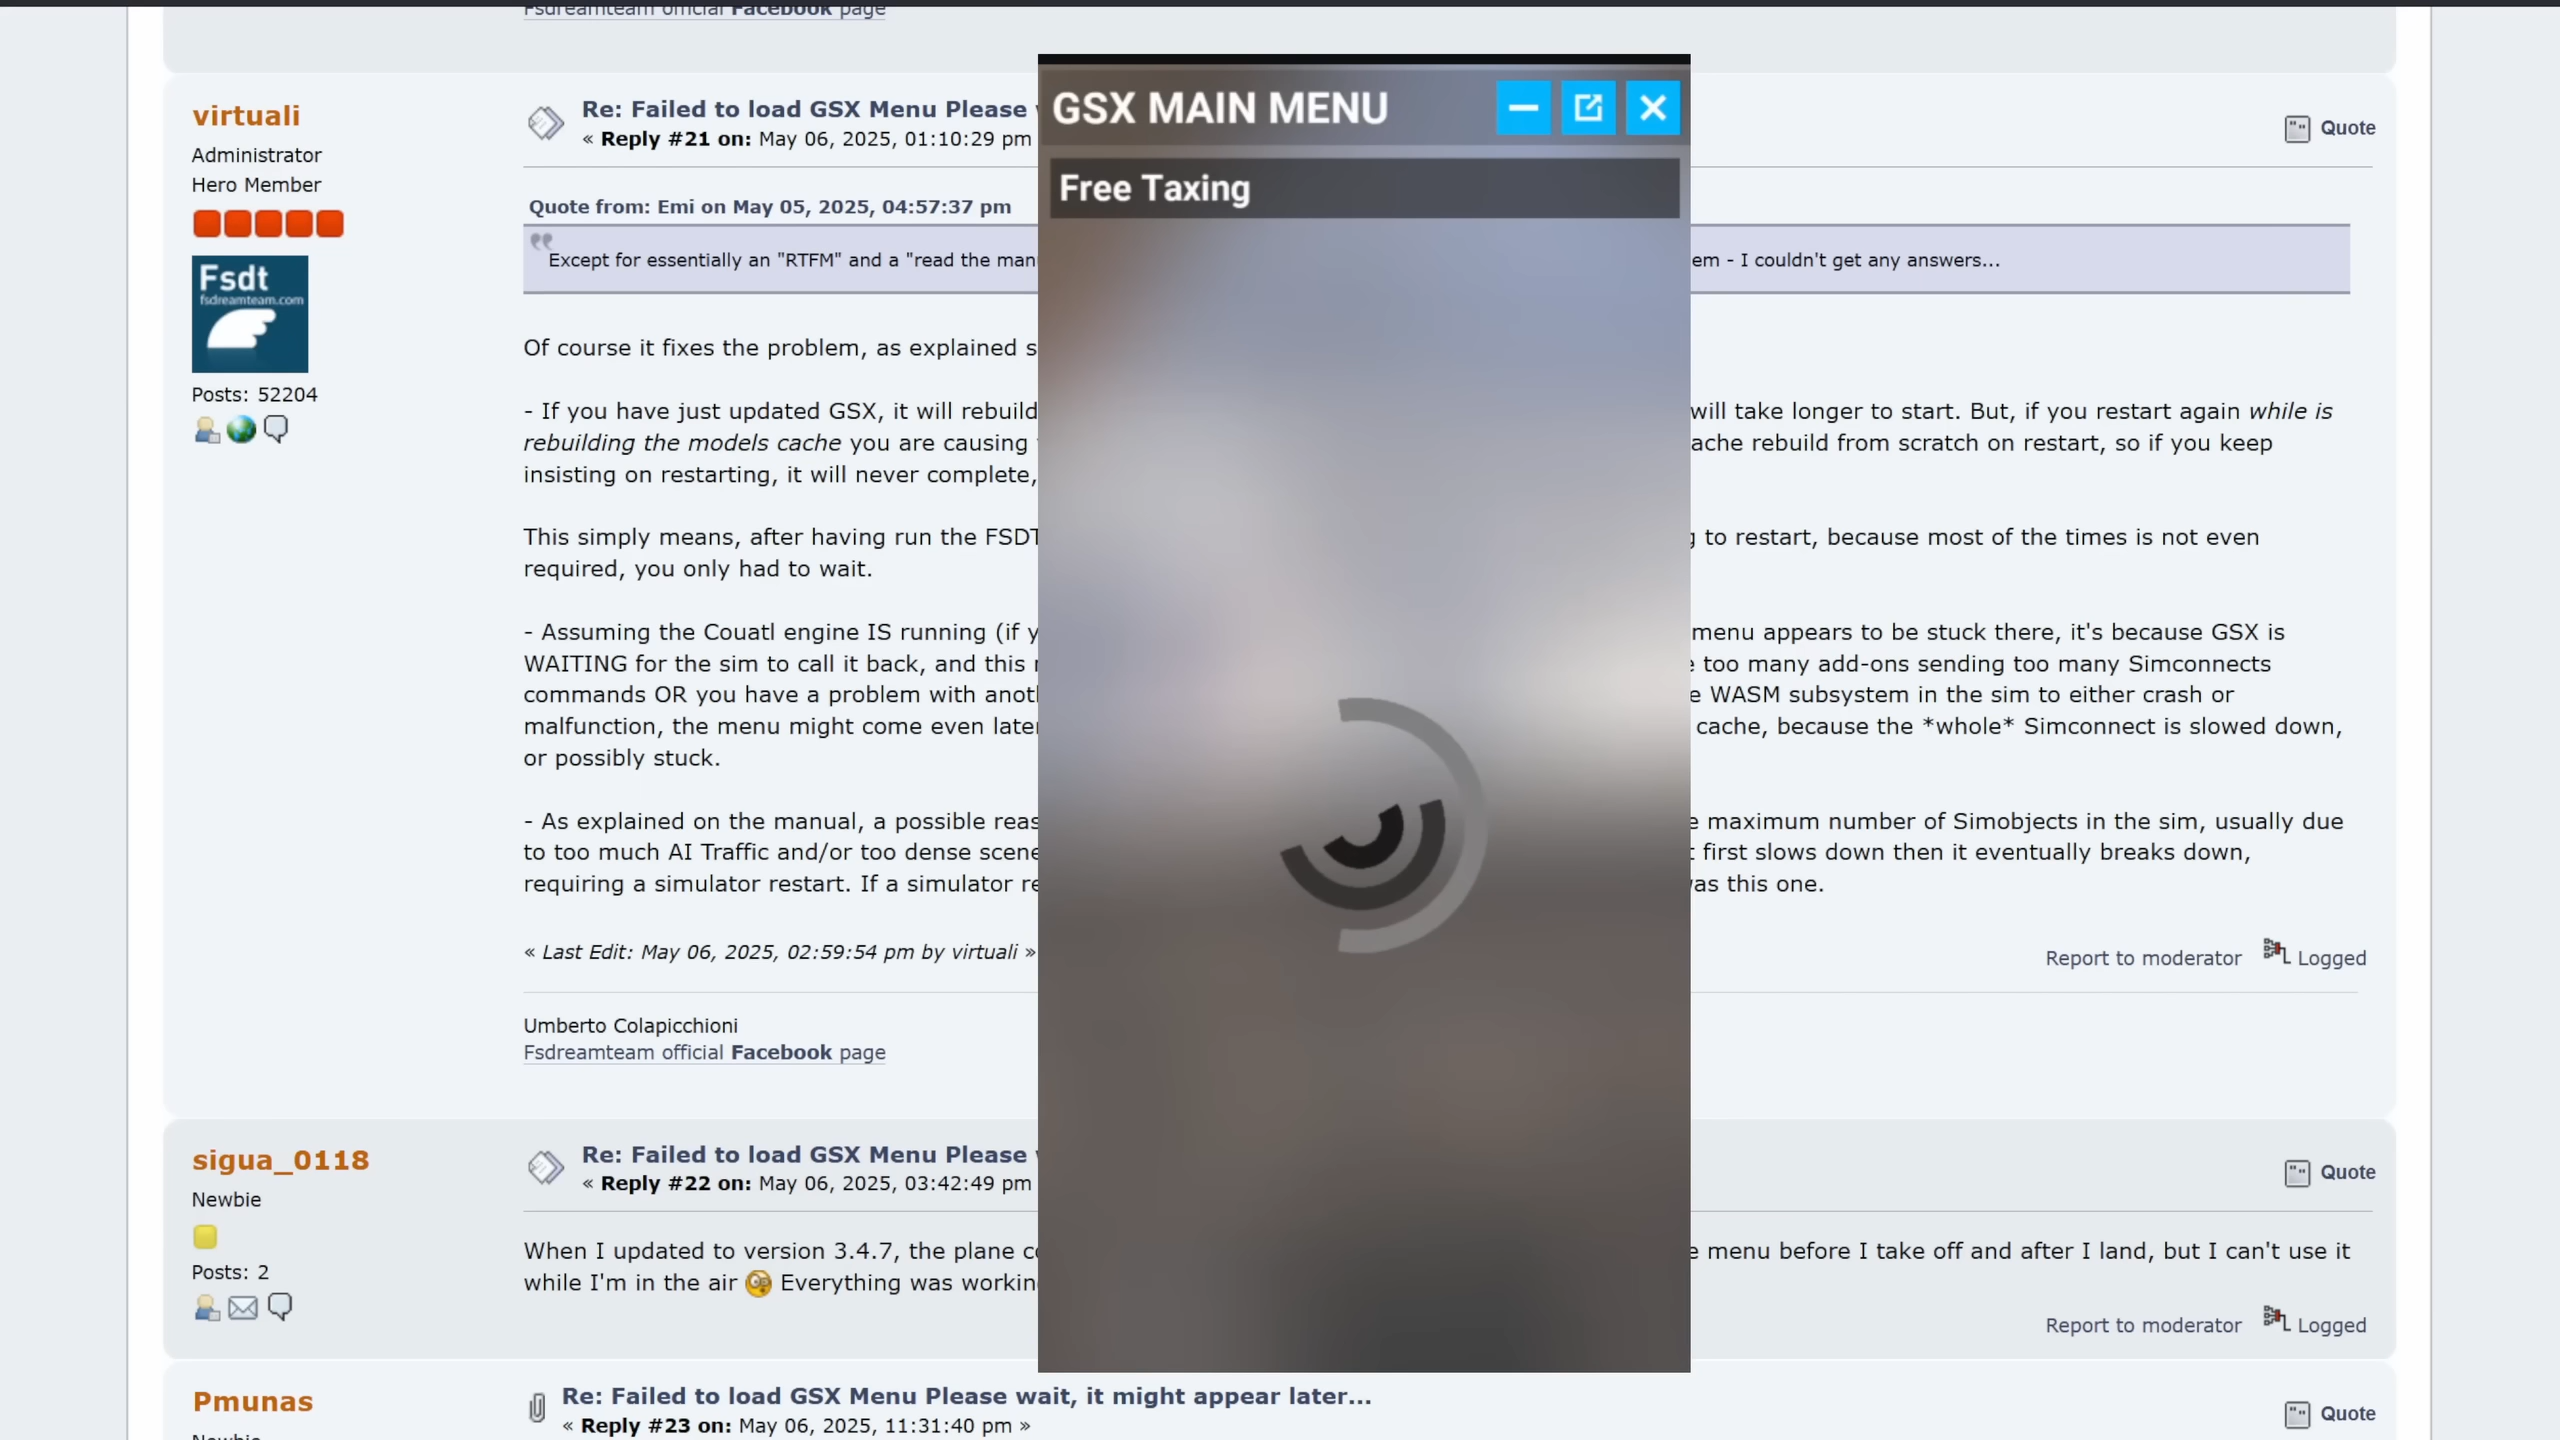 Fsdreamteam official Facebook page
virtuali
Administrator
Hero Member
Fsdt
fsdreamteam.com
Posts: 52204
Re: Failed to load GSX Menu Please
« Reply #21 on: May 06, 2025, 01:10:29 pm
Quote
Quote from: Emi on May 05, 2025, 04:57:37 pm
Except for essentially an "RTFM" and a "read the
em - I couldn't get any answers...
Of course it fixes the problem, as explained
- If you have just updated GSX, it will rebuild
will take longer to start. But, if you restart again while is
rebuilding the models cache you are causing
ache rebuild from scratch on restart, so if you keep
insisting on restarting, it will never complete,
This simply means, after having run the FSDT
to restart, because most of the times is not even
required, you only had to wait.
- Assuming the Couatl engine IS running (if
menu appears to be stuck there, it's because GSX is
WAITING for the sim to call it back, and this
too many add-ons sending too many Simconnects
commands OR you have a problem with
WASM subsystem in the sim to either crash or
malfunction, the menu might come even later
cache, because the *whole* Simconnect is slowed down,
or possibly stuck.
- As explained on the manual, a possible
maximum number of Simobjects in the sim, usually due
to too much AI Traffic and/or too dense
first slows down then it eventually breaks down,
requiring a simulator restart. If a simulator
as this one.
« Last Edit: May 06, 2025, 02:59:54 pm by virtuali »
Report to moderator
Logged
Umberto Colapicchioni
Fsdreamteam official Facebook page
GSX MAIN MENU
Free Taxing
sigua_0118
Newbie
Posts: 2
Re: Failed to load GSX Menu Please
« Reply #22 on: May 06, 2025, 03:42:49 pm
Quote
When I updated to version 3.4.7, the plane
menu before I take off and after I land, but I can't use it
while I'm in the air Everything was
Report to moderator
Logged
Pmunas
Re: Failed to load GSX Menu Please wait, it might appear later...
« Reply #23 on: May 06, 2025, 11:31:40 pm »
Quote